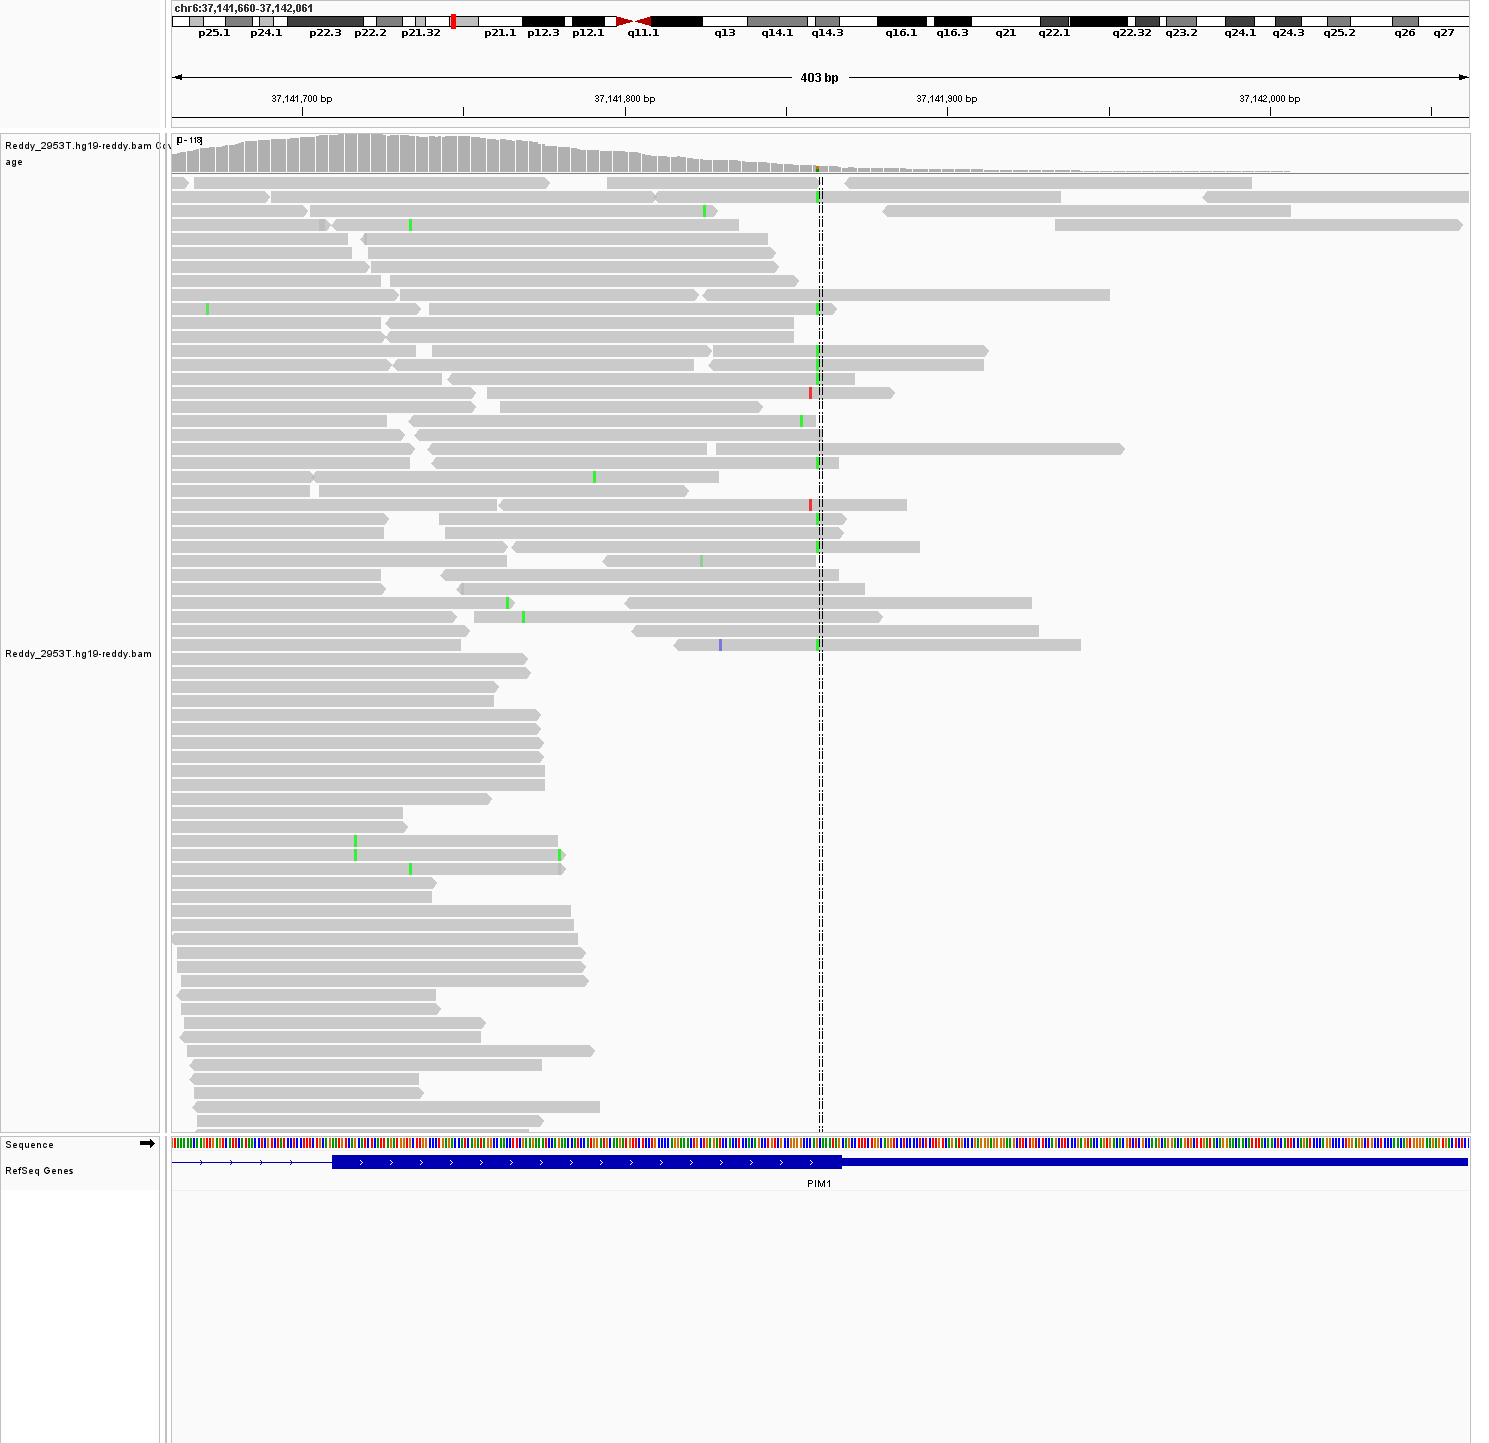 chr6:37,141,660-37,142,061
p25.1 p24.1 p22.3 p22.2 p21.32 p21.1 p12.3 p12.1 q11.1 q13 q14.1 q14.3 q16.1 q16.3 q21 q22.1 q22.32 q23.2 q24.1 q24.3 q25.2 q26 q27
403 bp
37,141,700 bp 37,141,800 bp 37,141,900 bp 37,142,000 bp
[0 - 118]
Reddy_2953T.hg19-reddy.bam Cov
age
Reddy_2953T.hg19-reddy.bam
Sequence
RefSeq Genes
PIM1